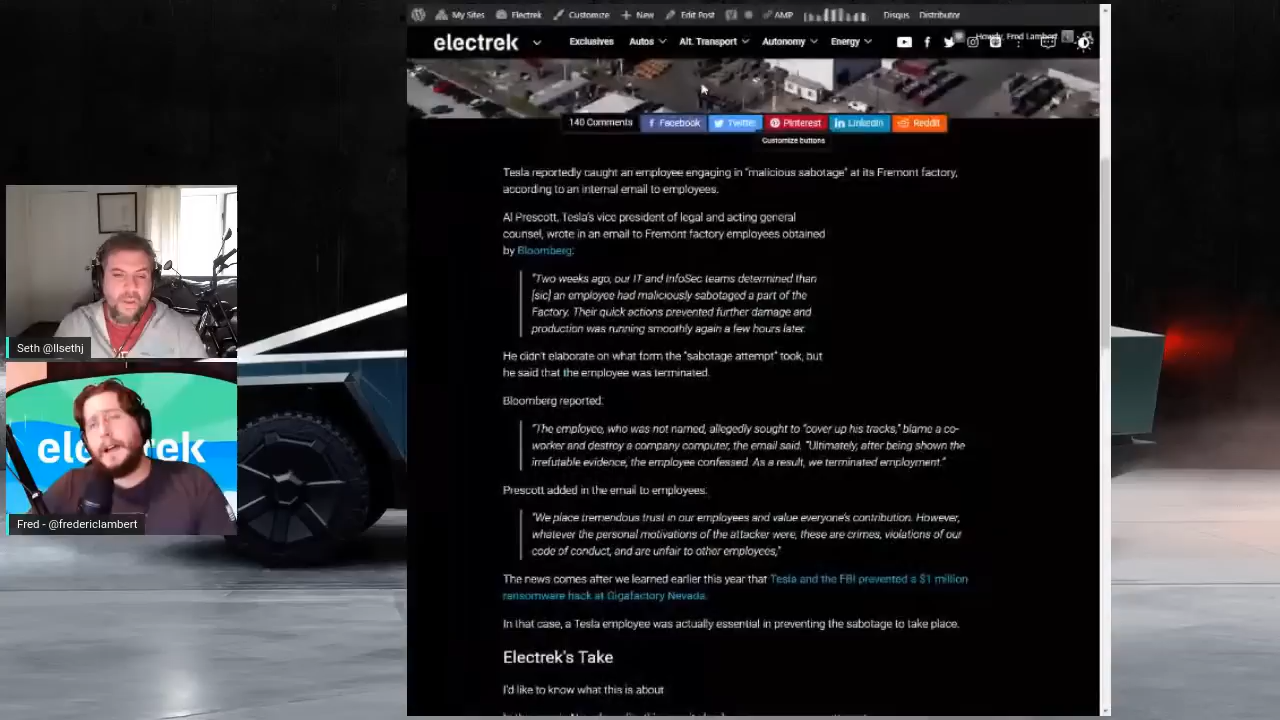 My Sites Electrek Customize New Edit Post AMP Disqus Distributor
Howdy, Fred Lambert
electrek Exclusives Autos Alt. Transport Autonomy Energy
140 Comments Facebook Twitter Pinterest LinkedIn Reddit
Customize buttons
Tesla reportedly caught an employee engaging in "malicious sabotage" at its Fremont factory,
according to an internal email to employees.
Al Prescott, Tesla's vice president of legal and acting general
counsel, wrote in an email to Fremont factory employees obtained
by Bloomberg:
"Two weeks ago, our IT and InfoSec teams determined than
[sic] an employee had maliciously sabotaged a part of the
Factory. Their quick actions prevented further damage and
production was running smoothly again a few hours later.
He didn't elaborate on what form the "sabotage attempt" took, but
he said that the employee was terminated.
Bloomberg reported:
"The employee, who was not named, allegedly sought to "cover up his tracks," blame a co-
worker and destroy a company computer, the email said. "Ultimately, after being shown the
irrefutable evidence, the employee confessed. As a result, we terminated employment."
Prescott added in the email to employees:
"We place tremendous trust in our employees and value everyone's contribution. However,
whatever the personal motivations of the attacker were, these are crimes, violations of our
code of conduct, and are unfair to other employees,"
The news comes after we learned earlier this year that Tesla and the FBI prevented a $1 million
ransomware hack at Gigafactory Nevada.
In that case, a Tesla employee was actually essential in preventing the sabotage to take place.
Electrek's Take
I'd like to know what this is about
Seth @llsethj
electrek
Fred - @fredericlambert